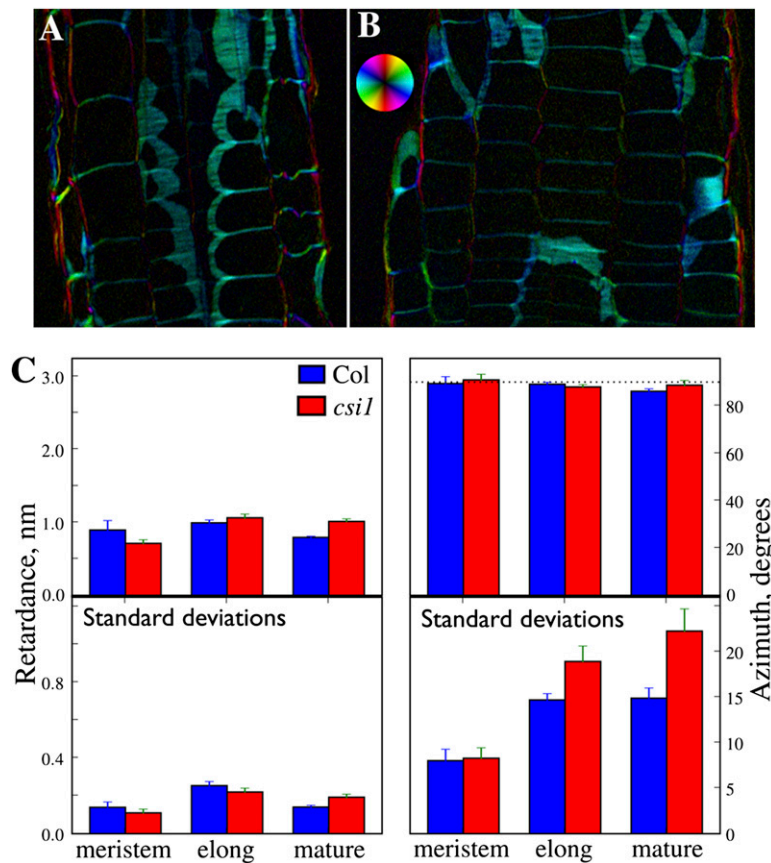 A
B
C
Col
csi1
Retardance, nm
3.0
2.0
1.0
0.0
Azimuth, degrees
80
60
40
20
0
Standard deviations
0.8
0.4
0.0
Standard deviations
20
15
10
5
0
meristem elong mature
meristem elong mature